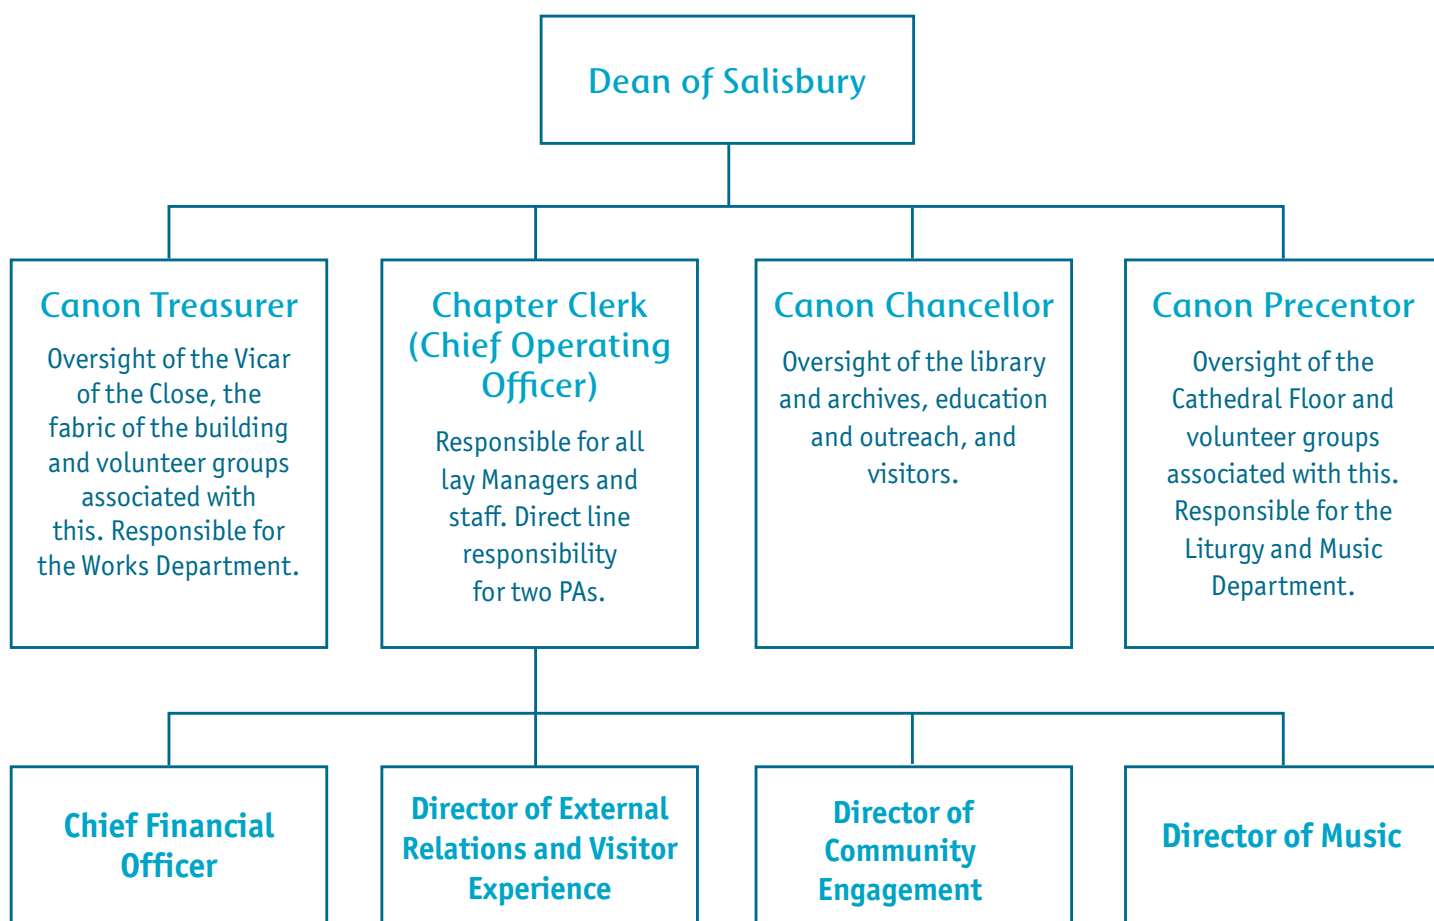 Dean of Salisbury
Canon Treasurer
Oversight of the Vicar
of the Close, the
fabric of the building
and volunteer groups
associated with
this. Responsible for
the Works Department.
Chapter Clerk
(Chief Operating
Officer)
Responsible for all
lay Managers and
staff. Direct line
responsibility
for two PAs.
Canon Chancellor
Oversight of the library
and archives, education
and outreach, and
visitors.
Canon Precentor
Oversight of the
Cathedral Floor and
volunteer groups
associated with this.
Responsible for the
Liturgy and Music
Department.
Chief Financial
Officer
Director of External
Relations and Visitor
Experience
Director of
Community
Engagement
Director of Music